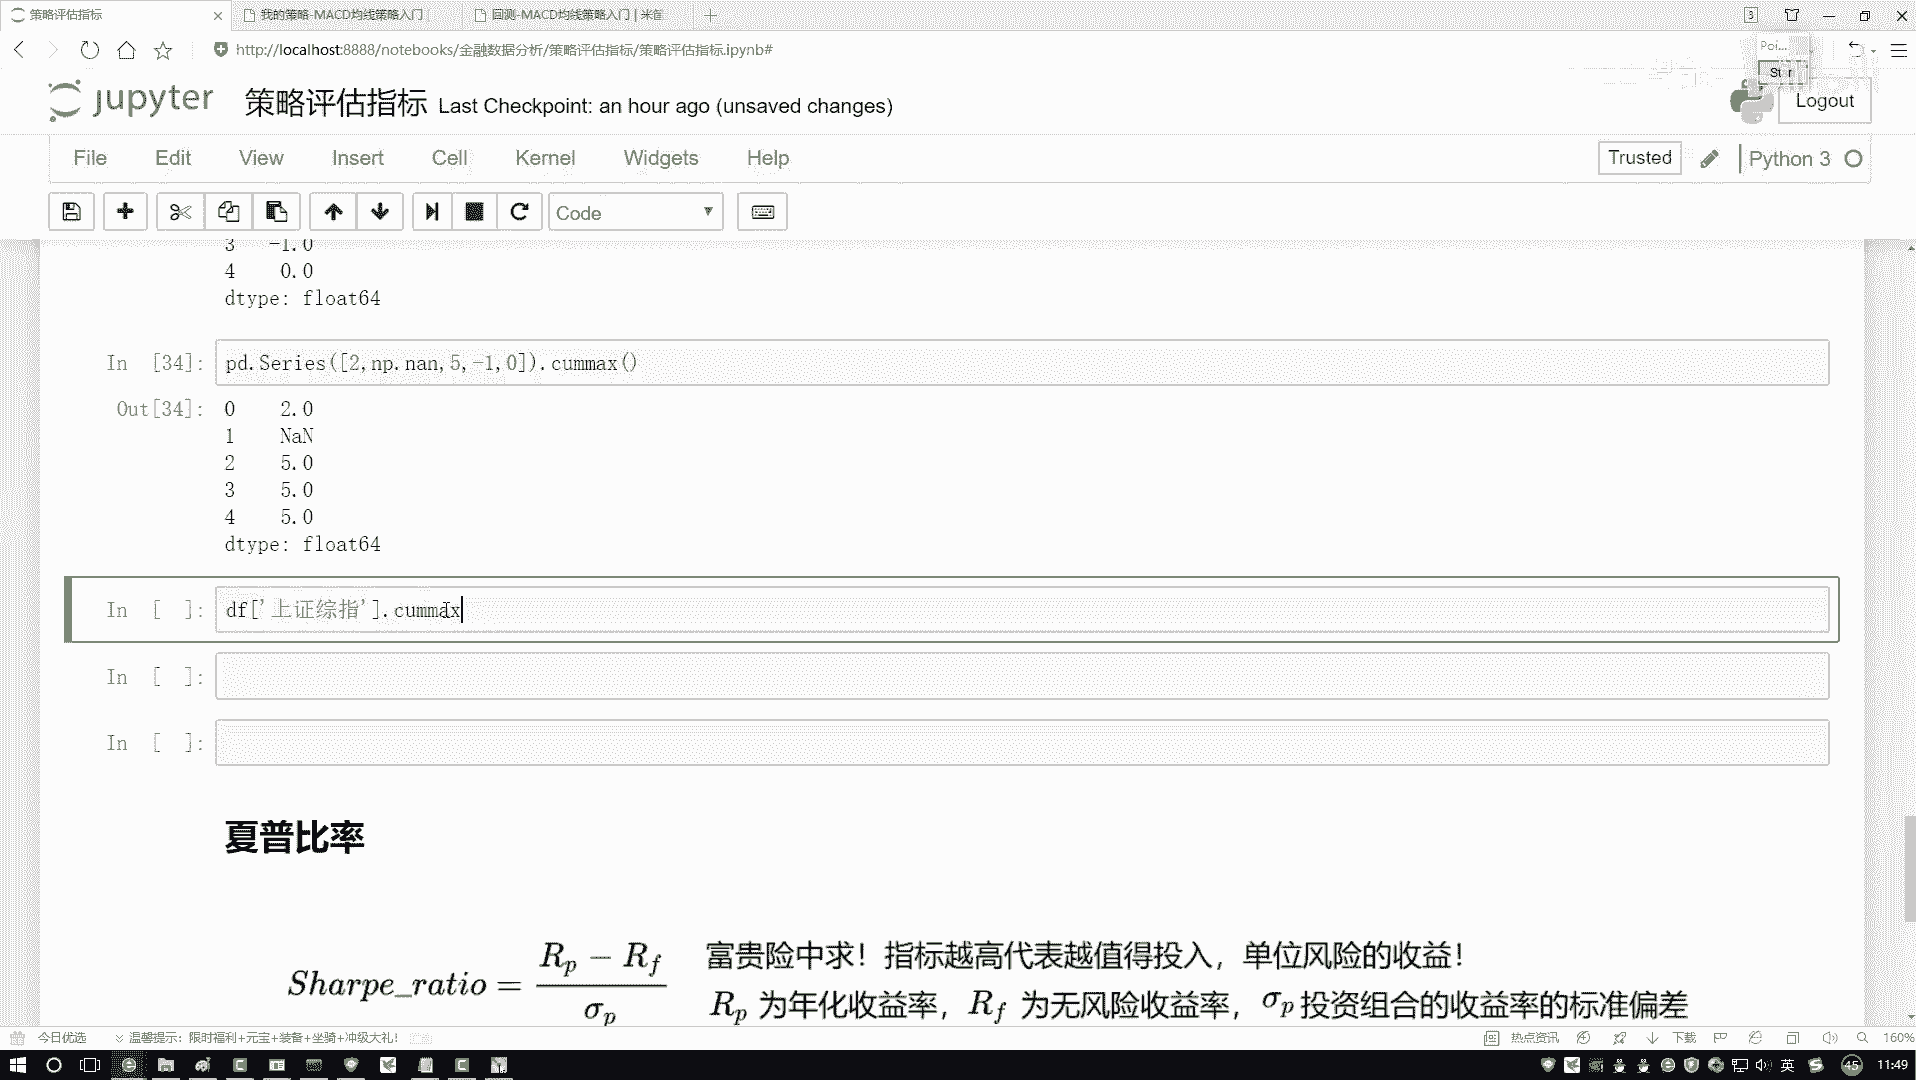 策略评估指标
我的策略-MACD均线策略入门
回测-MACD均线策略入门 | 米
3
http://localhost:8888/notebooks/金融数据分析/策略评估指标/策略评估指标.ipynb#
Poi...
jupyter 策略评估指标 Last Checkpoint: an hour ago (unsaved changes)
Logout
File Edit View Insert Cell Kernel Widgets Help
Trusted Python 3
Code
3 -1.0
4 0.0
dtype: float64
In [34]: pd.Series([2,np.nan,5,-1,0]).cummax()
Out[34]: 0 2.0
1 NaN
2 5.0
3 5.0
4 5.0
dtype: float64
In [ ]: df['上证综指'].cummax
In [ ]:
In [ ]:
夏普比率
Sharpe_ratio = (R_p − R_f) / σ_p
富贵险中求！指标越高代表越值得投入，单位风险的收益！
R_p 为年化收益率，R_f 为无风险收益率，σ_p 投资组合的收益率的标准偏差
今日优选 温馨提示：限时福利+元宝+装备+坐骑+冲级大礼！
热点资讯 下载 160%
英 45 11:49